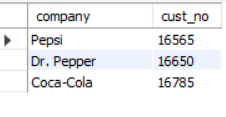 company cust_no
Pepsi 16565
Dr. Pepper 16650
Coca-Cola 16785